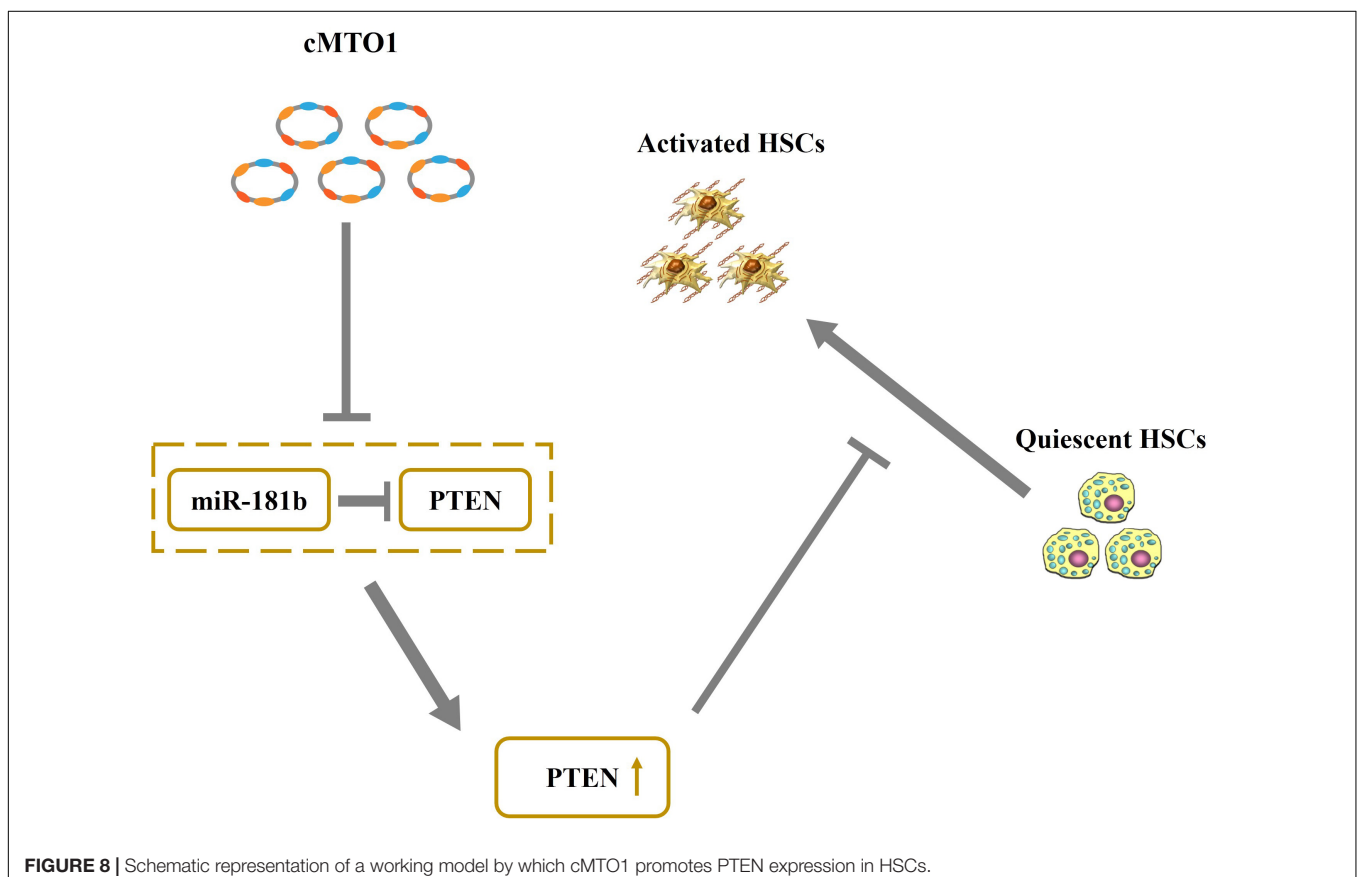 cMTO1
Activated HSCs
Quiescent HSCs
miR-181b
PTEN
PTEN
FIGURE 8 | Schematic representation of a working model by which cMTO1 promotes PTEN expression in HSCs.